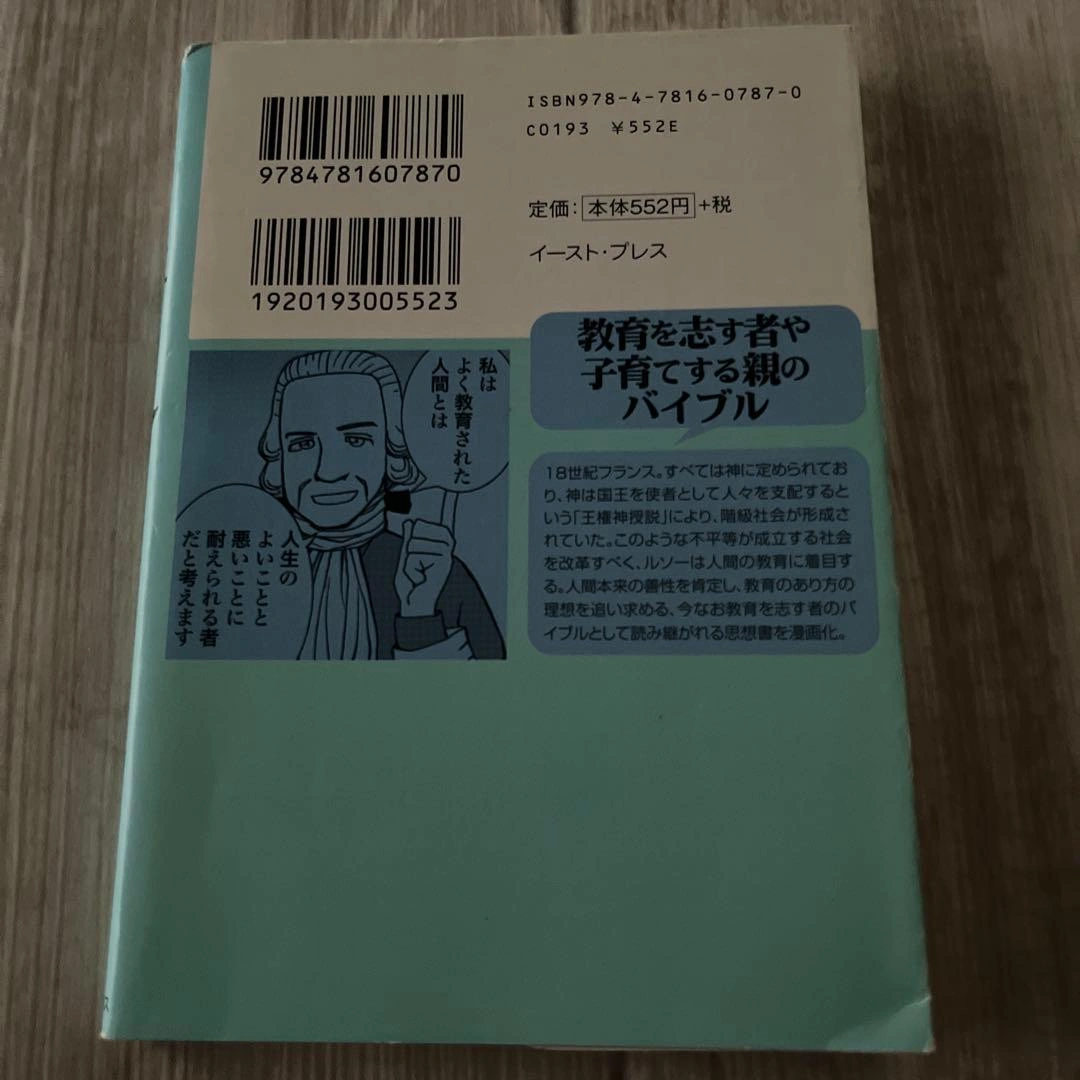 ISBN978-4-7816-0787-0
C0193 ¥552E
9784781607870
定価: 本体552円 +税
1920193005523
イースト・プレス
教育を志す者や
子育てする親の
バイブル
私は
よく教育された
人間とは
人生の
よいことと
悪いことに
耐えられる者
だと考えます
18世紀フランス。すべては神に定められてお
り、神は国王を使者として人々を支配すると
いう「王権神授説」により、階級社会が形成さ
れていた。このような不平等が成立する社会
を改革すべく、ルソーは人間の教育に着目す
る。人間本来の善性を肯定し、教育のあり方の
理想を追い求める、今なお教育を志す者のバ
イブルとして読み継がれる思想書を漫画化。
ス